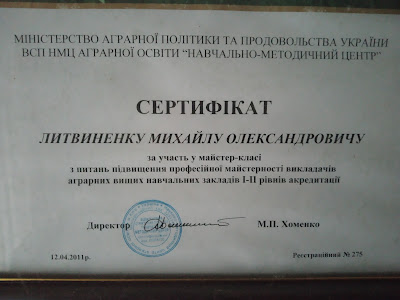 МІНІСТЕРСТВО АГРАРНОЇ ПОЛІТИКИ ТА ПРОДОВОЛЬСТВА УКРАЇНИ
ВСП НМЦ АГРАРНОЇ ОСВІТИ “НАВЧАЛЬНО-МЕТОДИЧНИЙ ЦЕНТР”
СЕРТИФІКАТ
ЛИТВИНЕНКУ МИХАЙЛУ ОЛЕКСАНДРОВИЧУ
за участь у майстер-класі
з питань підвищення професійної майстерності викладачів
аграрних вищих навчальних закладів І-ІІ рівнів акредитації
Директор М.П. Хоменко
12.04.2011р. Реєстраційний № 275